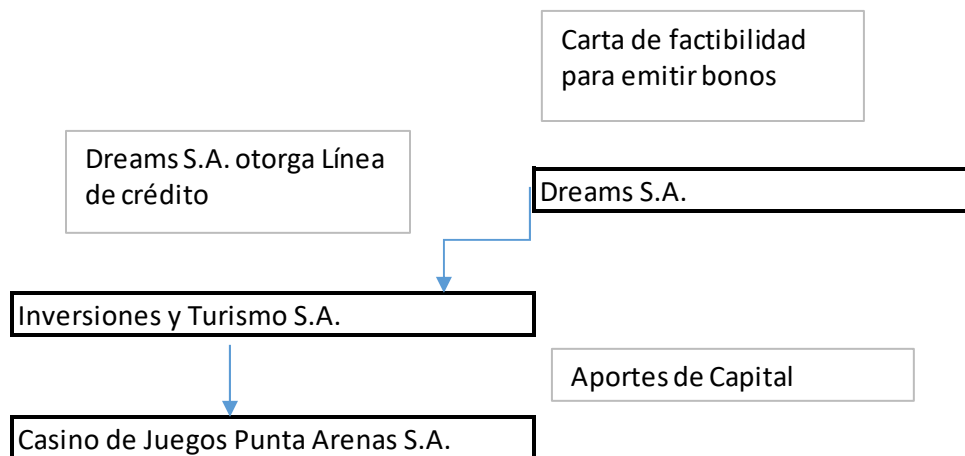 Carta de factibilidad
para emitir bonos
Dreams S.A. otorga Línea
de crédito
Dreams S.A.
Inversiones y Turismo S.A.
Aportes de Capital
Casino de Juegos Punta Arenas S.A.